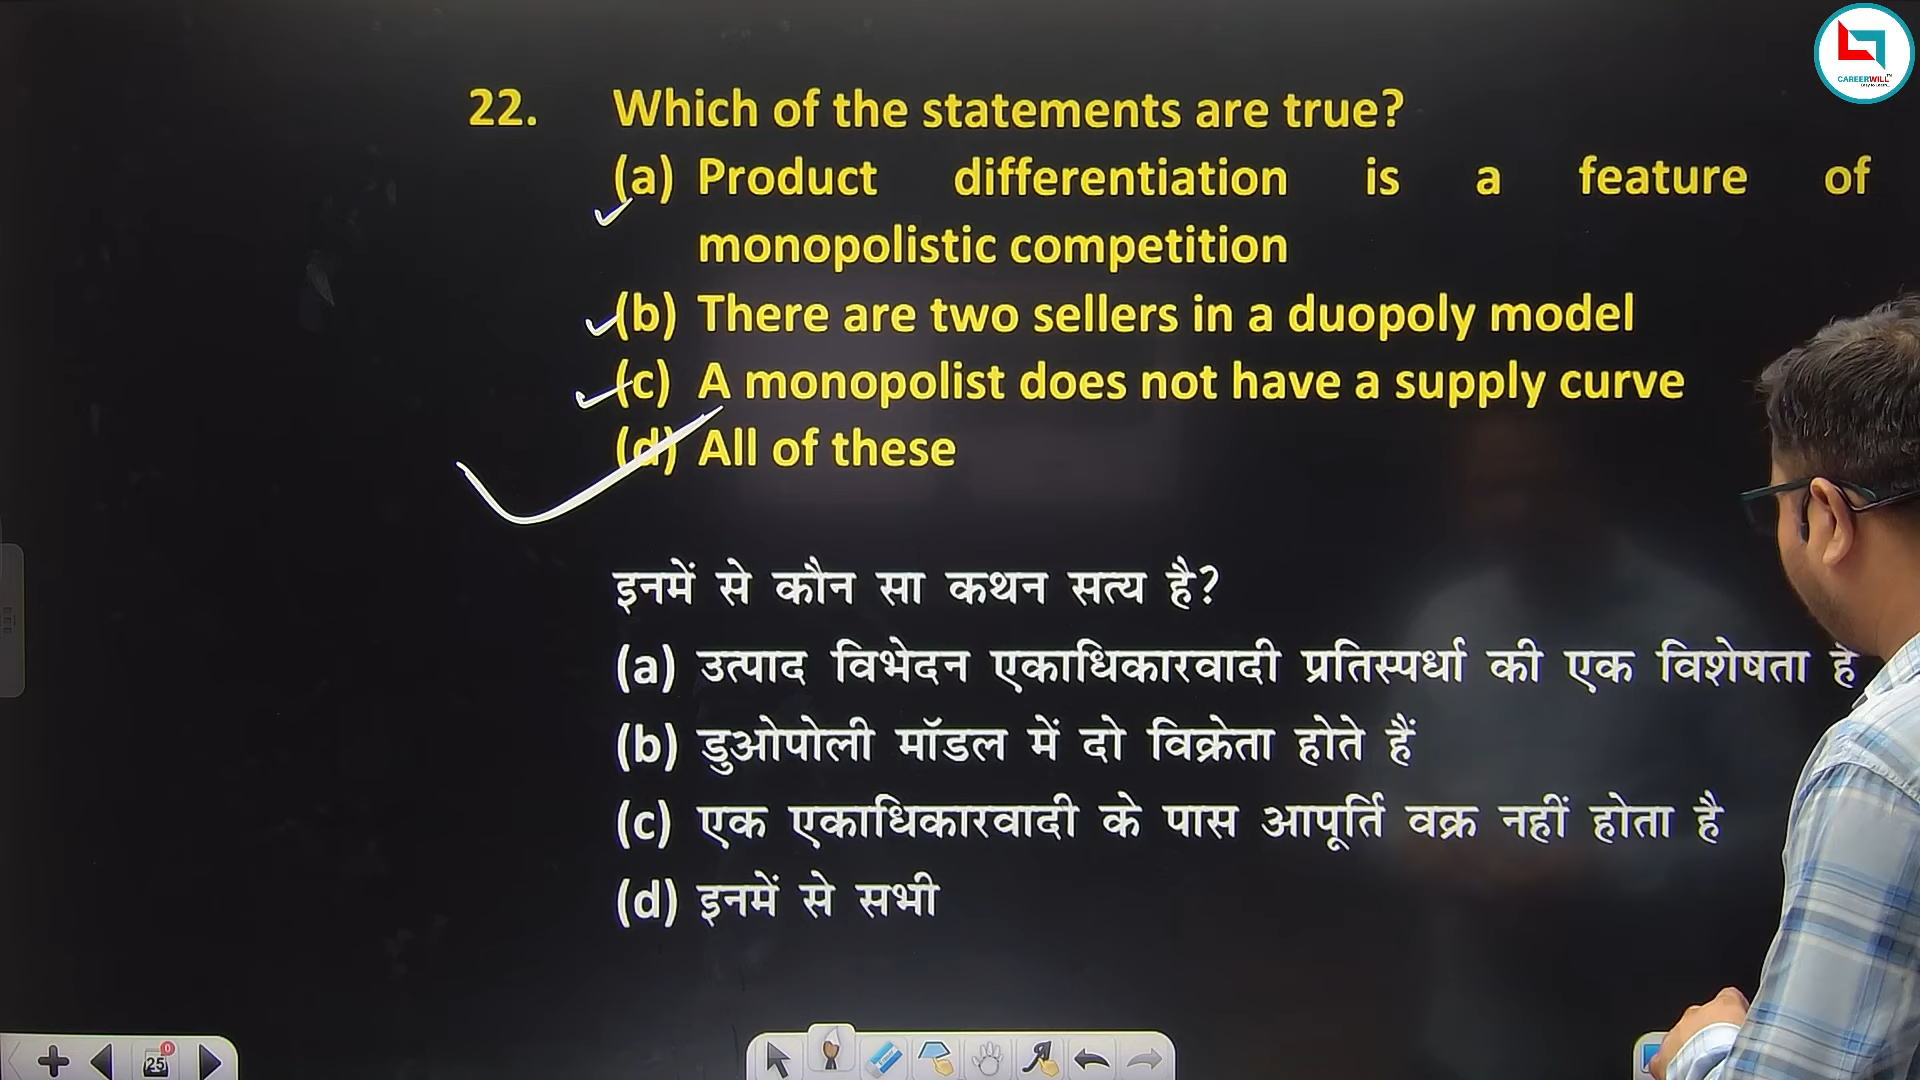 CAREERWILL
22. Which of the statements are true?
(a) Product differentiation is a feature of
monopolistic competition
(b) There are two sellers in a duopoly model
(c) A monopolist does not have a supply curve
(d) All of these
इनमें से कौन सा कथन सत्य है?
(a) उत्पाद विभेदन एकाधिकारवादी प्रतिस्पर्धा की एक विशेषता है
(b) डुओपोली मॉडल में दो विक्रेता होते हैं
(c) एक एकाधिकारवादी के पास आपूर्ति वक्र नहीं होता है
(d) इनमें से सभी
25
0